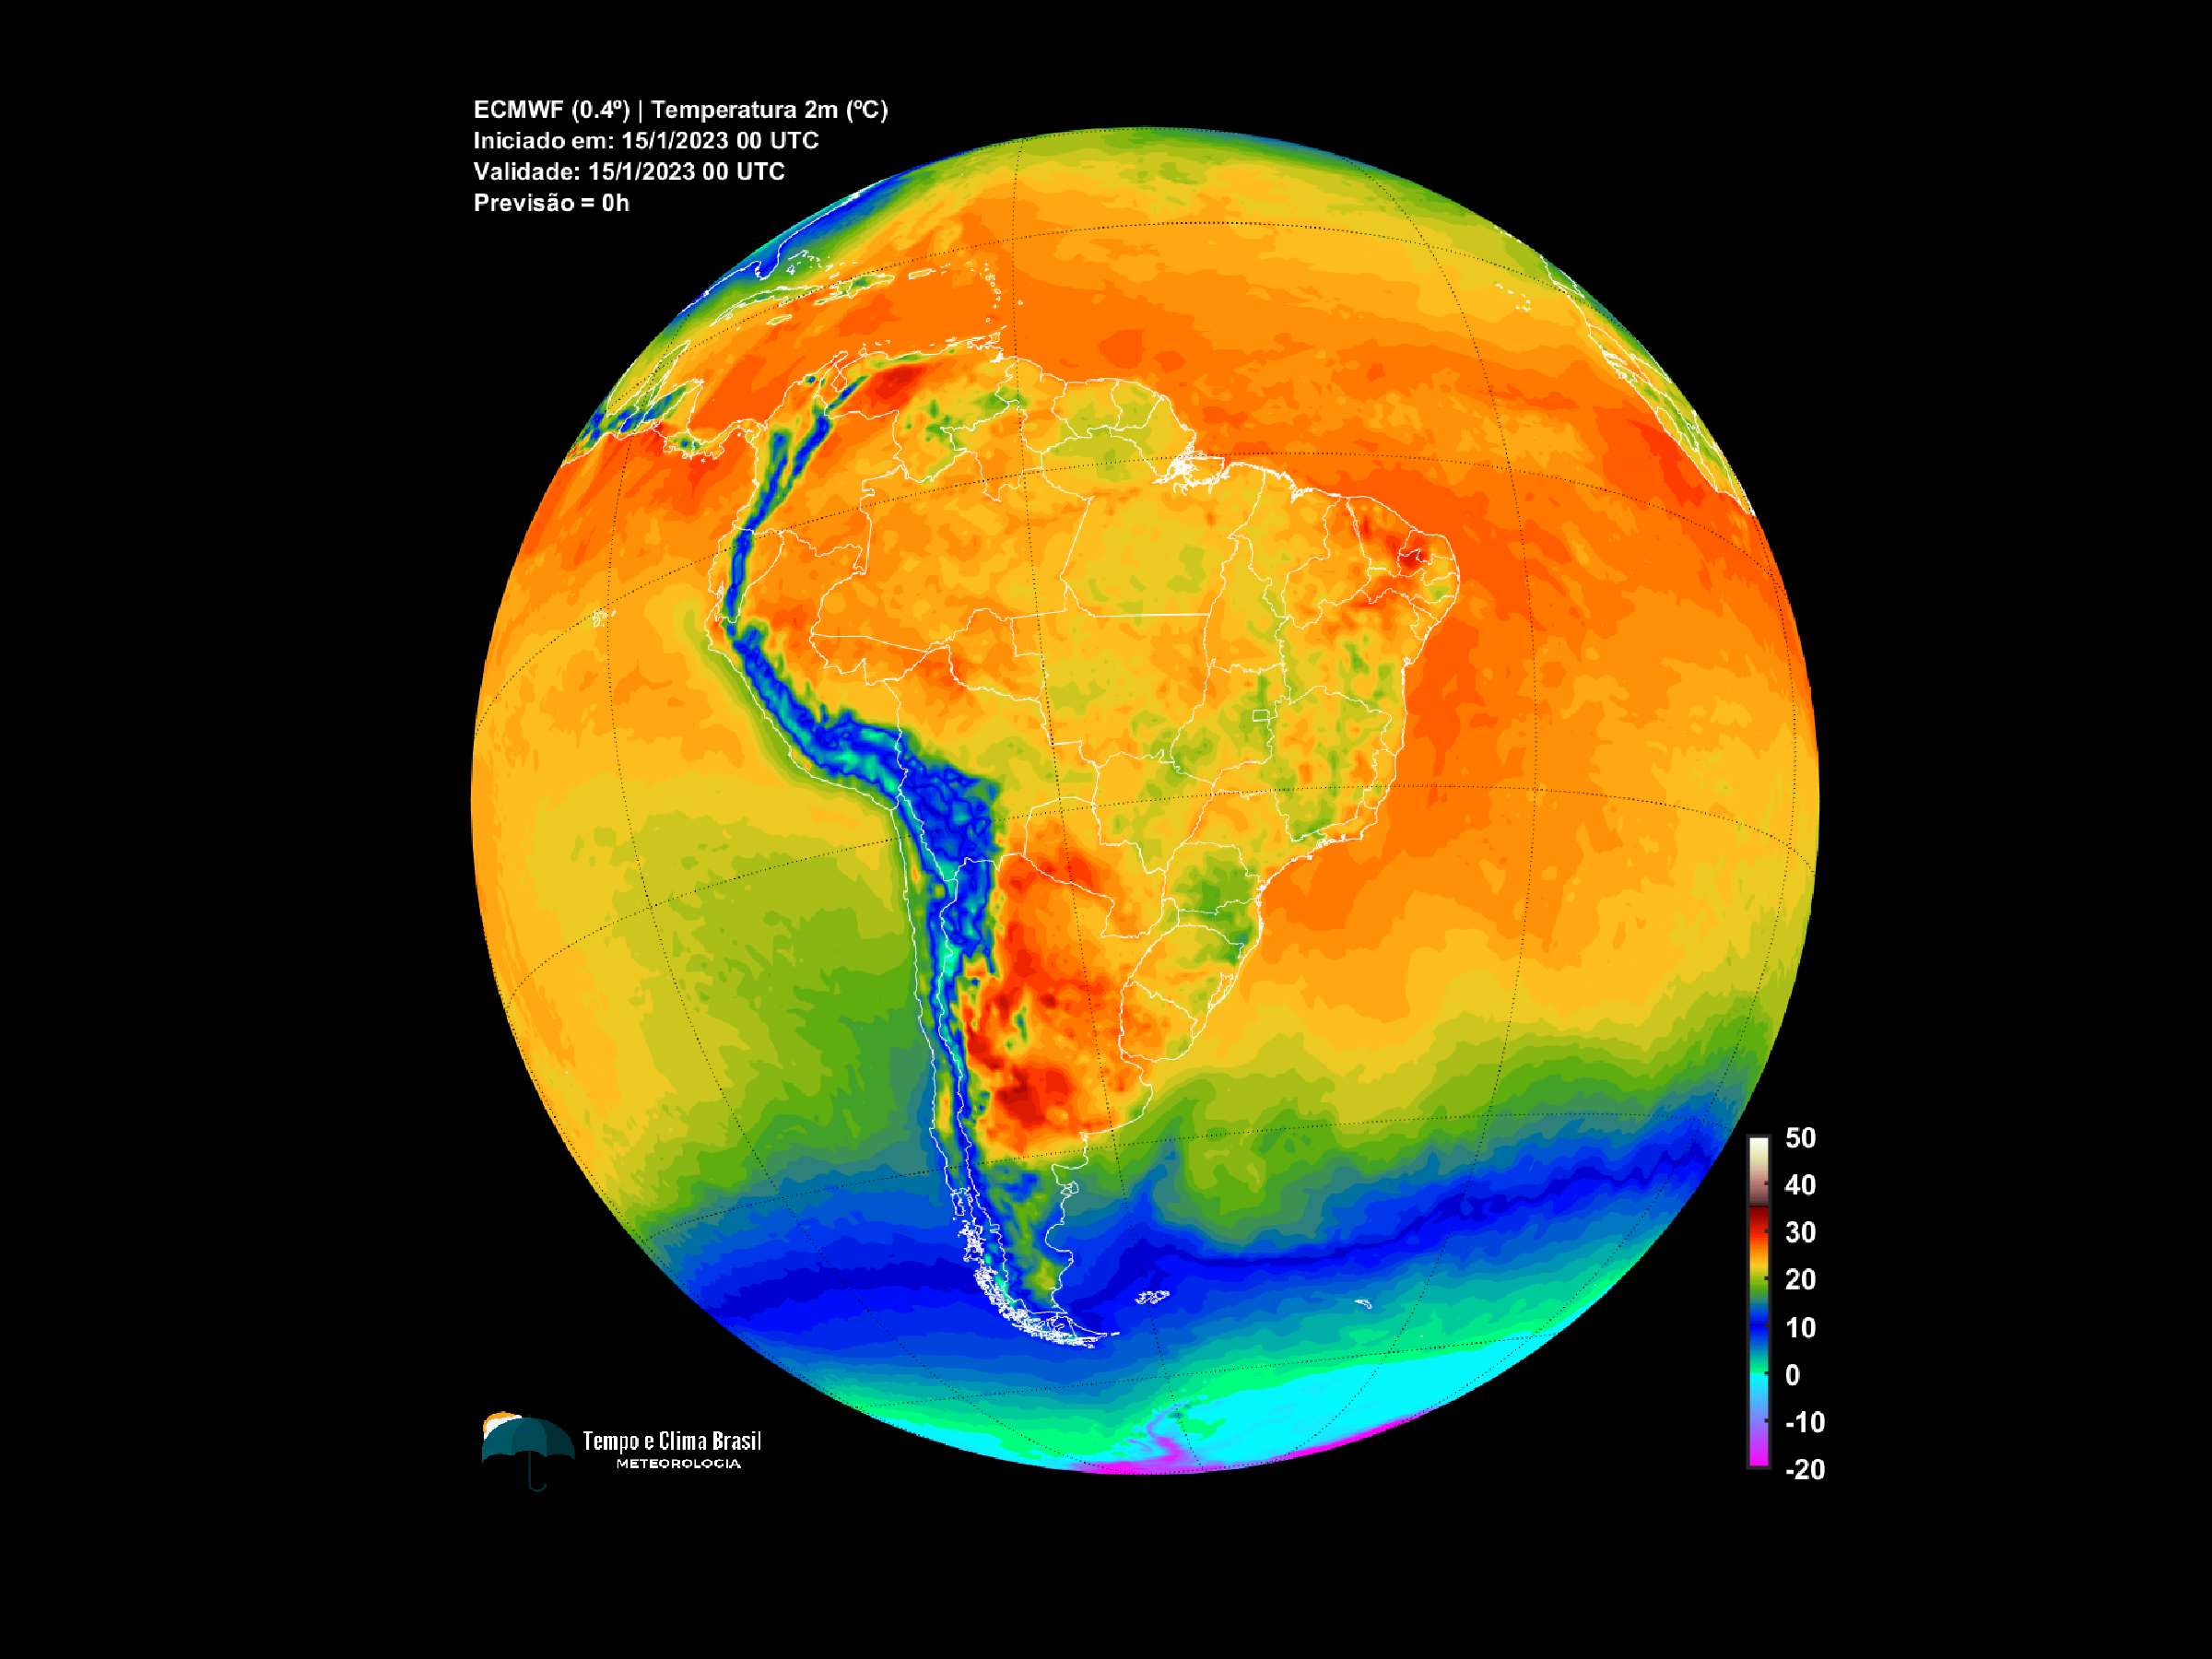 ECMWF (0.4º) | Temperatura 2m (ºC)
Iniciado em: 15/1/2023 00 UTC
Validade: 15/1/2023 00 UTC
Previsão = 0h
50
40
30
20
10
0
-10
-20
Tempo e Clima Brasil
METEOROLOGIA